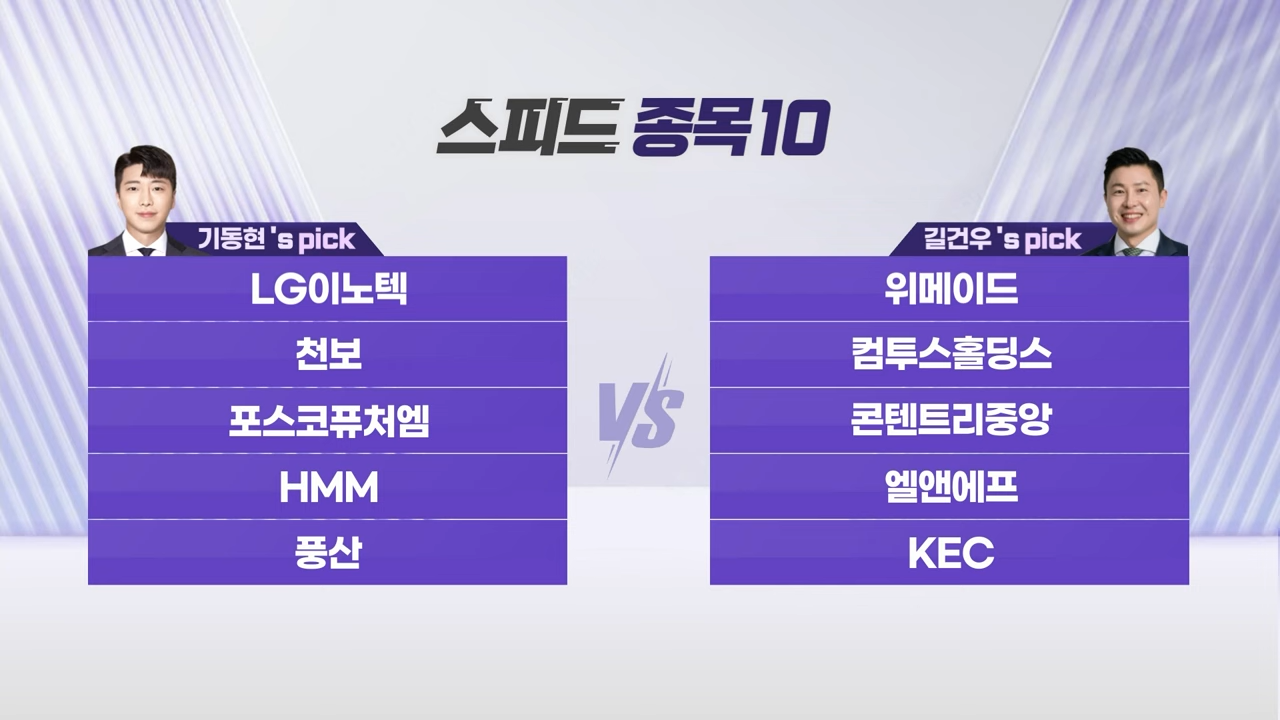 스피드 종목10
기동현 's pick
LG이노텍
천보
포스코퓨처엠
HMM
풍산
VS
길건우 's pick
위메이드
컴투스홀딩스
콘텐트리중앙
엘앤에프
KEC